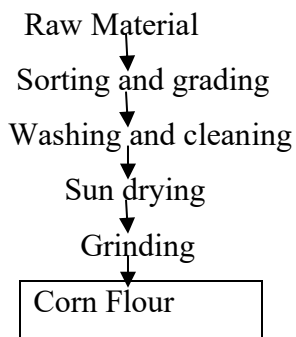 Raw Material
Sorting and grading
Washing and cleaning
Sun drying
Grinding
Corn Flour